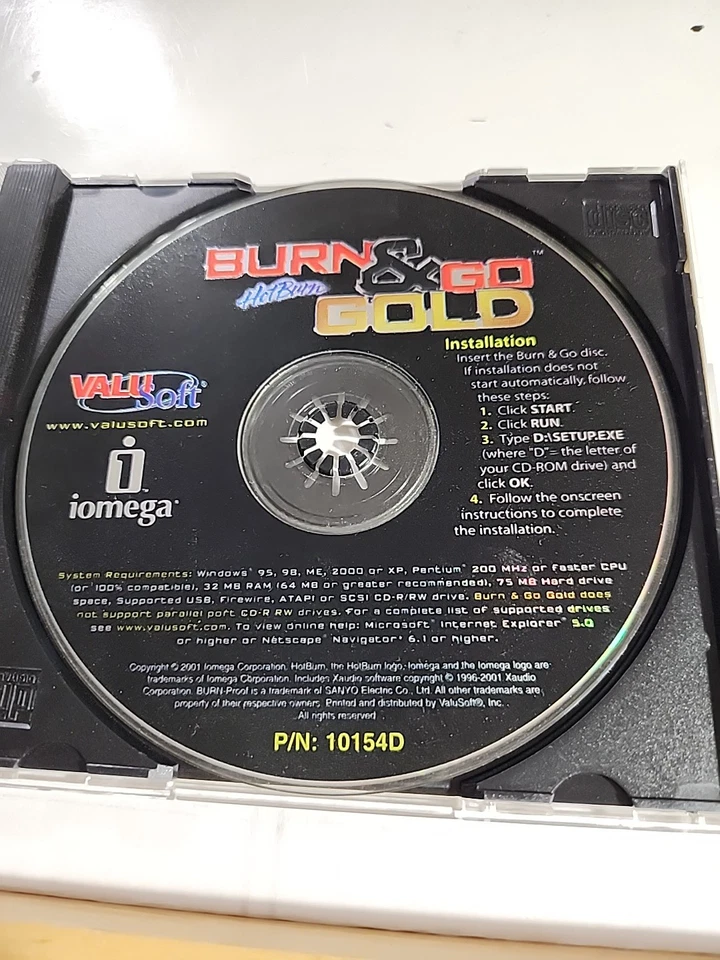 BURN & GO™
HotBurn
GOLD
Installation
Insert the Burn & Go disc.
If installation does not
start automatically, follow
these steps:
1. Click START.
2. Click RUN.
3. Type D:\SETUP.EXE
(where "D"= the letter of
your CD-ROM drive) and
click OK.
4. Follow the onscreen
instructions to complete
the installation.
VALUSoft®
www.valusoft.com
iomega®
System Requirements: Windows® 95, 98, ME, 2000 or XP, Pentium® 200 MHz or faster CPU
(or 100% compatible), 32 MB RAM (64 MB or greater recommended), 75 MB Hard drive
space, Supported USB, Firewire, ATAPI or SCSI CD-R/RW drive. Burn & Go Gold does
not support parallel port CD-R RW drives. For a complete list of supported drives
see www.valusoft.com. To view online help: Microsoft® Internet Explorer® 5.0
or higher or Netscape® Navigator® 6.1 or higher.
Copyright © 2001 Iomega Corporation. HotBurn, the HotBurn logo, Iomega and the Iomega logo are
trademarks of Iomega Corporation. Includes Xaudio software copyright © 1996-2001 Xaudio
Corporation. BURN-Proof is a trademark of SANYO Electric Co., Ltd. All other trademarks are
property of their respective owners. Printed and distributed by ValuSoft®, Inc.
All rights reserved
P/N: 10154D